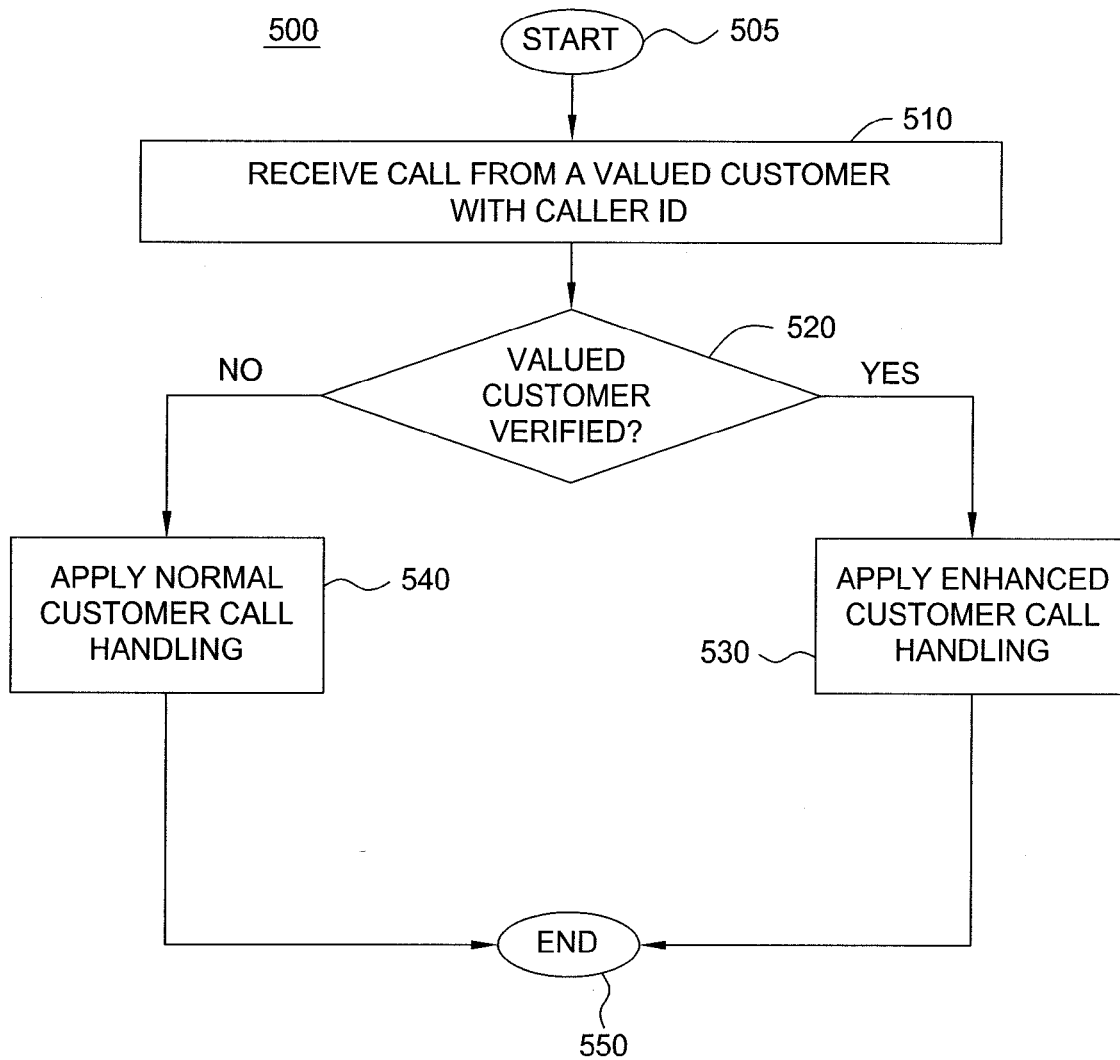 500
START
505
510
RECEIVE CALL FROM A VALUED CUSTOMER
WITH CALLER ID
520
VALUED
CUSTOMER
VERIFIED?
NO
YES
APPLY NORMAL
CUSTOMER CALL
HANDLING
540
APPLY ENHANCED
CUSTOMER CALL
HANDLING
530
END
550